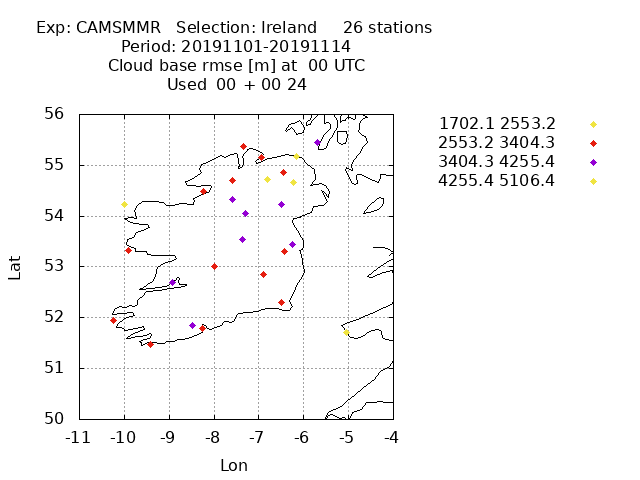 Exp: CAMSMMR   Selection: Ireland     26 stations
Period: 20191101-20191114
Cloud base rmse [m] at  00 UTC
Used  00 + 00 24
1702.1 2553.2
2553.2 3404.3
3404.3 4255.4
4255.4 5106.4
56
55
54
53
52
51
50
Lat
-11 -10 -9 -8 -7 -6 -5 -4
Lon